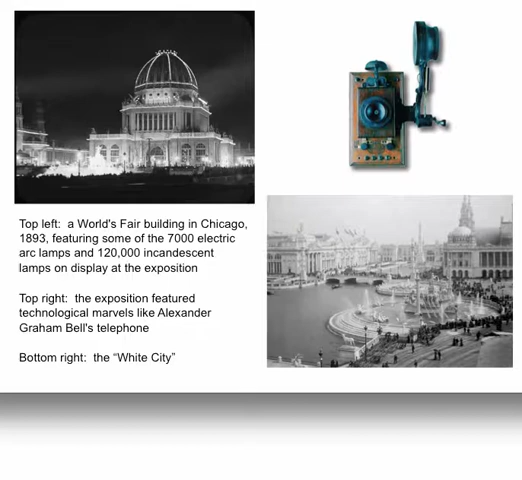 Top left:  a World's Fair building in Chicago,
1893, featuring some of the 7000 electric
arc lamps and 120,000 incandescent
lamps on display at the exposition
Top right:  the exposition featured
technological marvels like Alexander
Graham Bell's telephone
Bottom right:  the “White City”